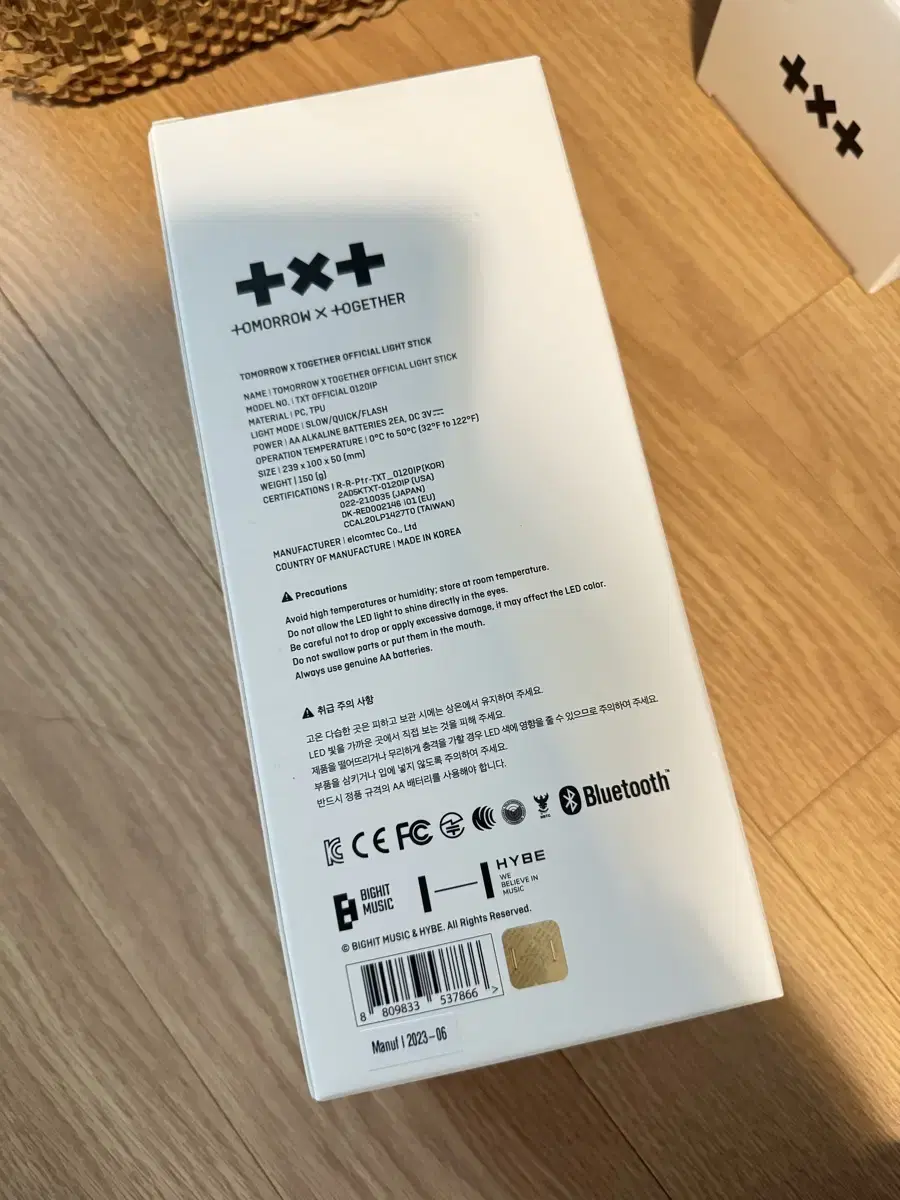 +x+
+OMORROW X +OGETHER
TOMORROW X TOGETHER OFFICIAL LIGHT STICK
NAME | TOMORROW X TOGETHER OFFICIAL LIGHT STICK
MODEL NO. | TXT OFFICIAL 0120IP
MATERIAL | PC, TPU
LIGHT MODE | SLOW/QUICK/FLASH
POWER | AA ALKALINE BATTERIES 2EA, DC 3V
OPERATION TEMPERATURE | 0°C to 50°C (32°F to 122°F)
SIZE | 239 x 100 x 50 (mm)
WEIGHT | 150 (g)
CERTIFICATIONS | R-R-Ptr-TXT_0120IP(KOR)
2AD5KTXT-0120IP (USA)
022-210035 (JAPAN)
DK-RED002146 i01 (EU)
CCAL20LP1427T0 (TAIWAN)
MANUFACTURER | elcomtec Co., Ltd
COUNTRY OF MANUFACTURE | MADE IN KOREA
Precautions
Avoid high temperatures or humidity; store at room temperature.
Do not allow the LED light to shine directly in the eyes.
Be careful not to drop or apply excessive damage, it may affect the LED color.
Do not swallow parts or put them in the mouth.
Always use genuine AA batteries.
취급 주의 사항
고온 다습한 곳은 피하고 보관 시에는 상온에서 유지하여 주세요.
LED 빛을 가까운 곳에서 직접 보는 것을 피해 주세요.
제품을 떨어뜨리거나 무리하게 충격을 가할 경우 LED 색에 영향을 줄 수 있으므로 주의하여 주세요.
부품을 삼키거나 입에 넣지 않도록 주의하여 주세요.
반드시 정품 규격의 AA 배터리를 사용해야 합니다.
CE FC Bluetooth™
BIGHIT
MUSIC
HYBE
WE
BELIEVE IN
MUSIC
© BIGHIT MUSIC & HYBE. All Rights Reserved.
8 809833 537866 >
Manuf | 2023-06